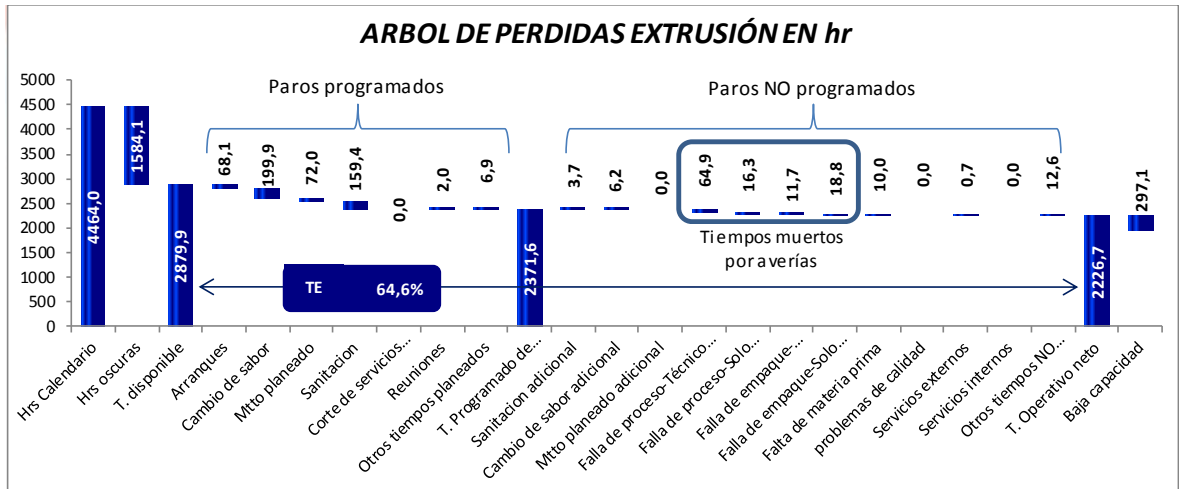 ARBOL DE PERDIDAS EXTRUSIÓN EN hr
Paros programados
Paros NO programados
5000
4500
4000
3500
3000
2500
2000
1500
1000
500
0
4464,0
1584,1
2879,9
68,1
199,9
72,0
159,4
0,0
2,0
6,9
2371,6
3,7
6,2
0,0
64,9
16,3
11,7
18,8
10,0
0,0
0,7
0,0
12,6
2226,7
297,1
Tiempos muertos
por averías
TE 64,6%
Hrs Calendario
Hrs oscuras
T. disponible
Arranques
Cambio de sabor
Mtto planeado
Sanitacion
Corte de servicios...
Reuniones
Otros tiempos planeados
T. Programado de...
Sanitacion adicional
Cambio de sabor adicional
Mtto planeado adicional
Falla de proceso-Técnico...
Falla de proceso-Solo...
Falla de empaque-...
Falla de empaque-Solo...
Falta de materia prima
problemas de calidad
Servicios externos
Servicios internos
Otros tiempos NO...
T. Operativo neto
Baja capacidad